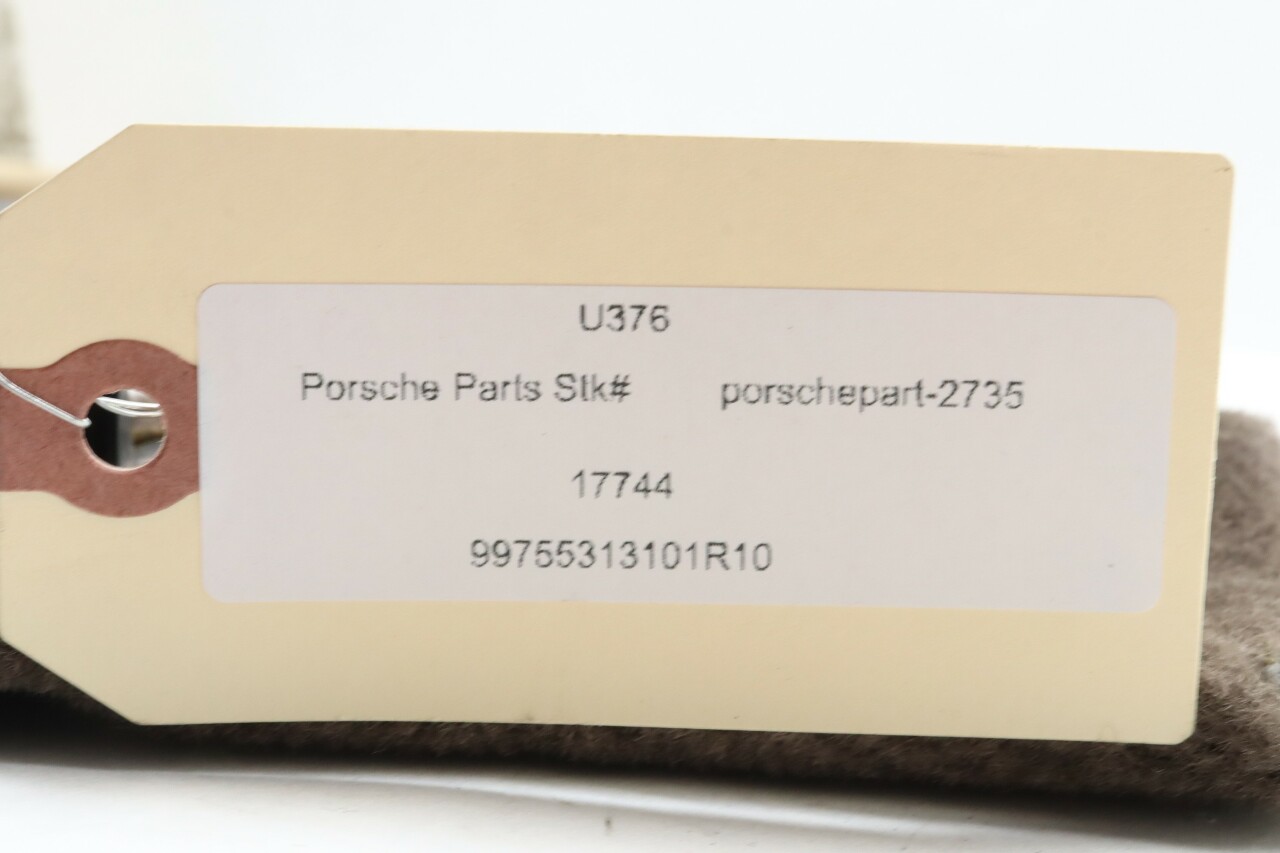 U376
Porsche Parts Stk# porschepart-2735
17744
99755313101R10